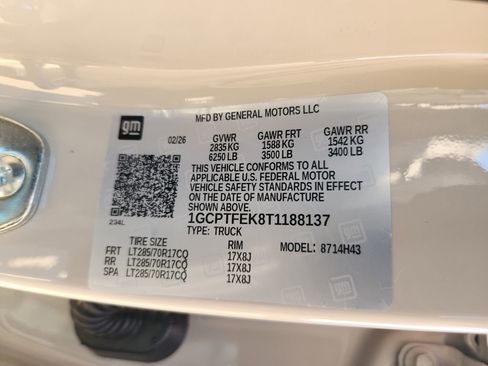 gm
MFD BY GENERAL MOTORS LLC
02/26 GVWR GAWR FRT GAWR RR
2835 KG 1588 KG 1542 KG
6250 LB 3500 LB 3400 LB
THIS VEHICLE CONFORMS TO ALL
APPLICABLE U.S. FEDERAL MOTOR
VEHICLE SAFETY STANDARDS IN EFFECT
ON THE DATE OF MANUFACTURE
SHOWN ABOVE.
1GCPTFEK8T1188137
234L TYPE: TRUCK
TIRE SIZE RIM MODEL: 8714H43
FRT LT285/70R17CQ 17X8J
RR LT285/70R17CQ 17X8J
SPA LT285/70R17CQ 17X8J